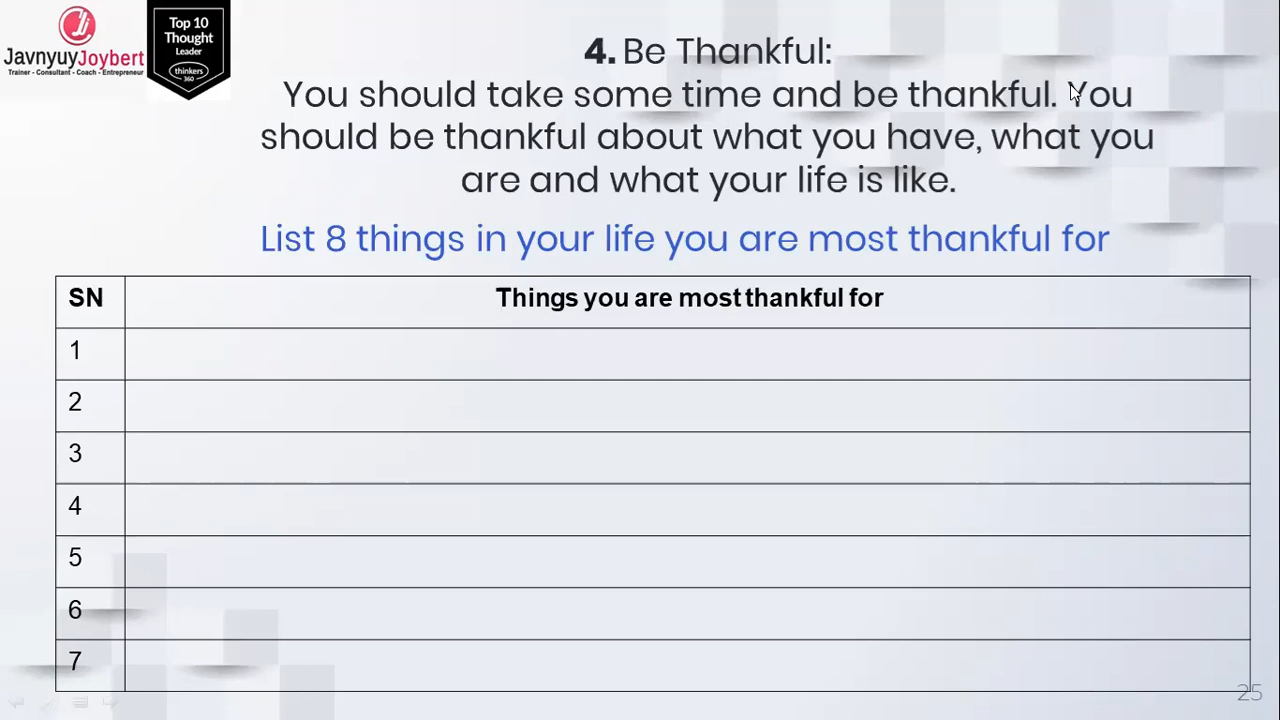 JavnyuyJoybert
Trainer - Consultant - Coach - Entrepreneur
Top 10
Thought
Leader
thinkers
360
4. Be Thankful:
You should take some time and be thankful. You
should be thankful about what you have, what you
are and what your life is like.
List 8 things in your life you are most thankful for
SN Things you are most thankful for
1
2
3
4
5
6
7
25